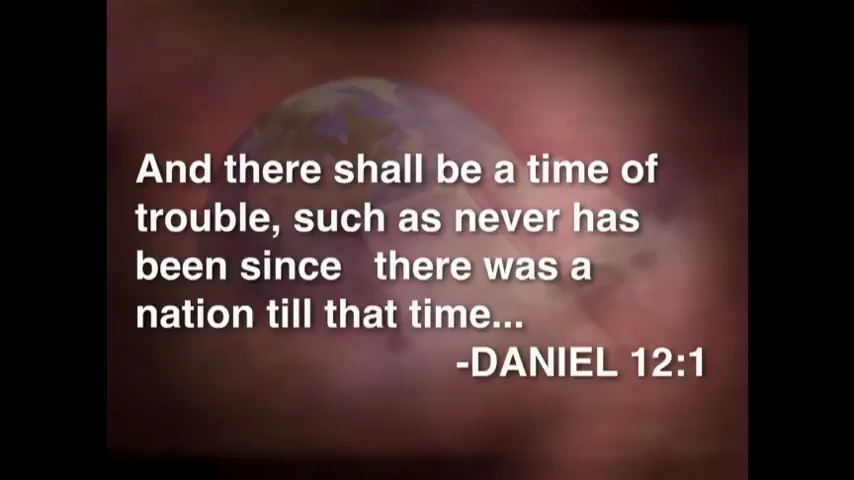 And there shall be a time of
trouble, such as never has
been since   there was a
nation till that time...
-DANIEL 12:1